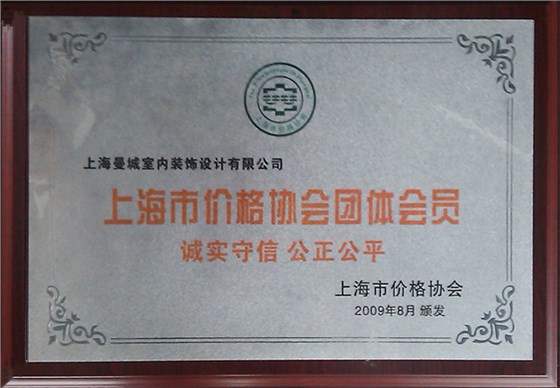 上海曼城室内装饰设计有限公司
上海市价格协会团体会员
诚实守信 公正公平
上海市价格协会
2009年8月 颁发